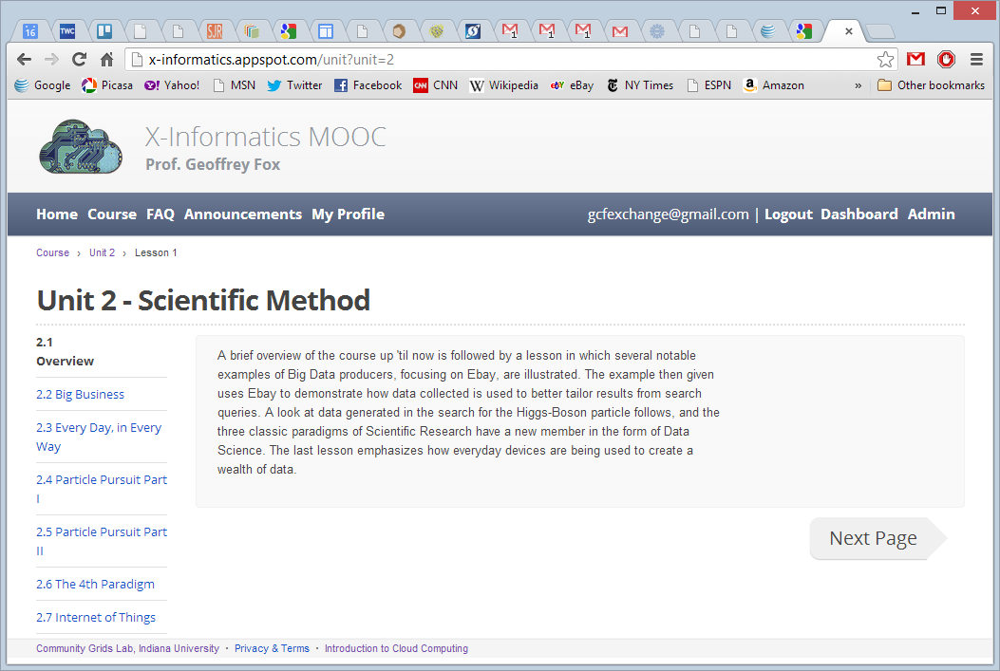 16 TWC SJR 1 1 1
x-informatics.appspot.com/unit?unit=2
Google Picasa Yahoo! MSN Twitter Facebook CNN Wikipedia eBay NY Times ESPN Amazon » Other bookmarks
X-Informatics MOOC
Prof. Geoffrey Fox
Home Course FAQ Announcements My Profile gcfexchange@gmail.com | Logout Dashboard Admin
Course › Unit 2 › Lesson 1
Unit 2 - Scientific Method
2.1
Overview
2.2 Big Business
2.3 Every Day, in Every
Way
2.4 Particle Pursuit Part
I
2.5 Particle Pursuit Part
II
2.6 The 4th Paradigm
2.7 Internet of Things
A brief overview of the course up 'til now is followed by a lesson in which several notable
examples of Big Data producers, focusing on Ebay, are illustrated. The example then given
uses Ebay to demonstrate how data collected is used to better tailor results from search
queries. A look at data generated in the search for the Higgs-Boson particle follows, and the
three classic paradigms of Scientific Research have a new member in the form of Data
Science. The last lesson emphasizes how everyday devices are being used to create a
wealth of data.
Next Page
Community Grids Lab, Indiana University · Privacy & Terms · Introduction to Cloud Computing